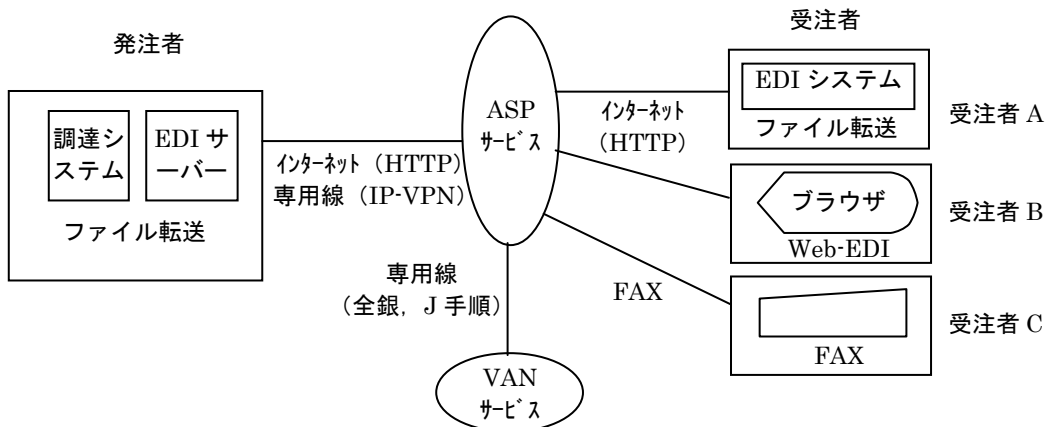 発注者
調達シ
ステム
EDI サ
ーバー
ファイル転送
インターネット（HTTP）
専用線（IP-VPN）
ASP
サービス
専用線
（全銀，J 手順）
VAN
サービス
インターネット
（HTTP）
FAX
受注者
EDI システム
ファイル転送
受注者 A
ブラウザ
Web-EDI
受注者 B
FAX
受注者 C